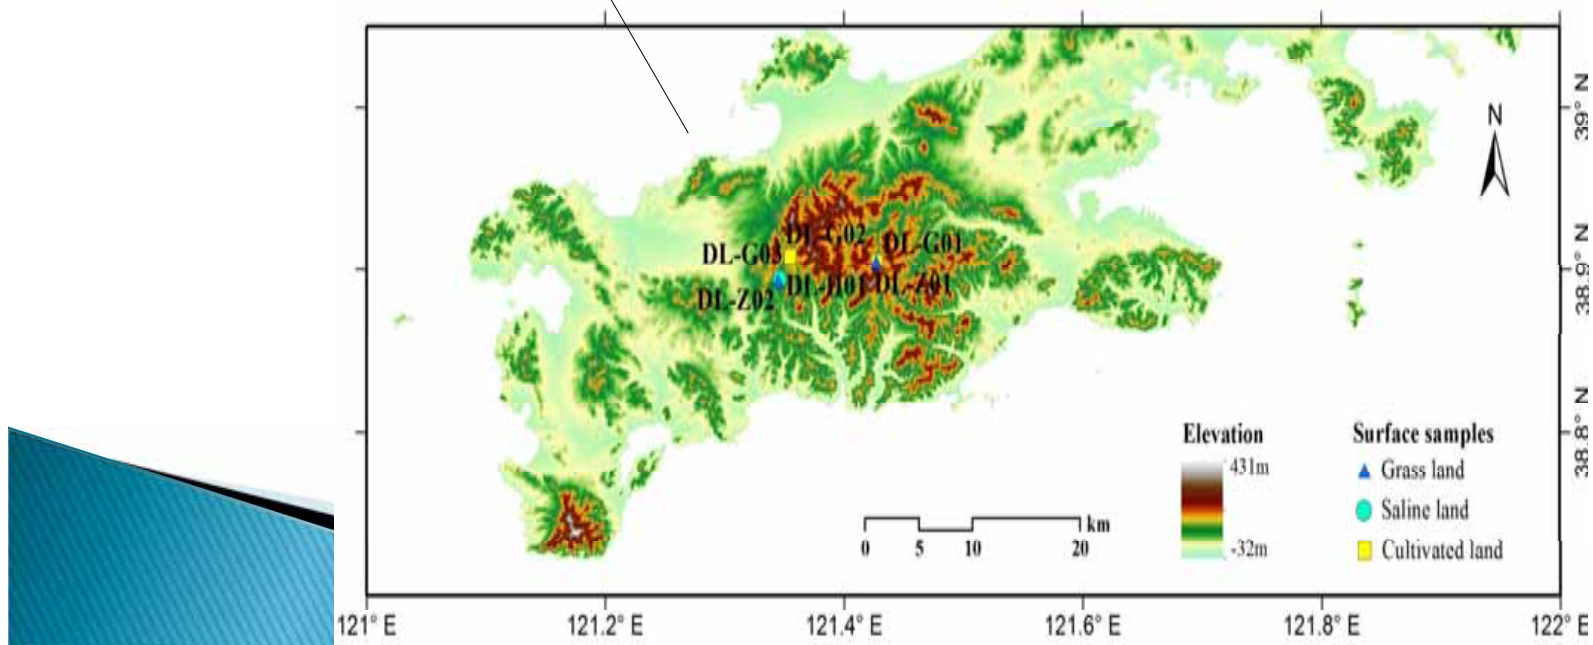 39° N
N
DL-G02
DL-G01
DL-G03
38.9° N
DL-H01
DL-Z01
DL-Z02
38.8° N
Elevation
431m
-32m
Surface samples
Grass land
Saline land
Cultivated land
km
0 5 10 20
121° E 121.2° E 121.4° E 121.6° E 121.8° E 122° E